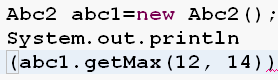 Abc2 abc1=new Abc2();
System.out.println
(abc1.getMax(12, 14))